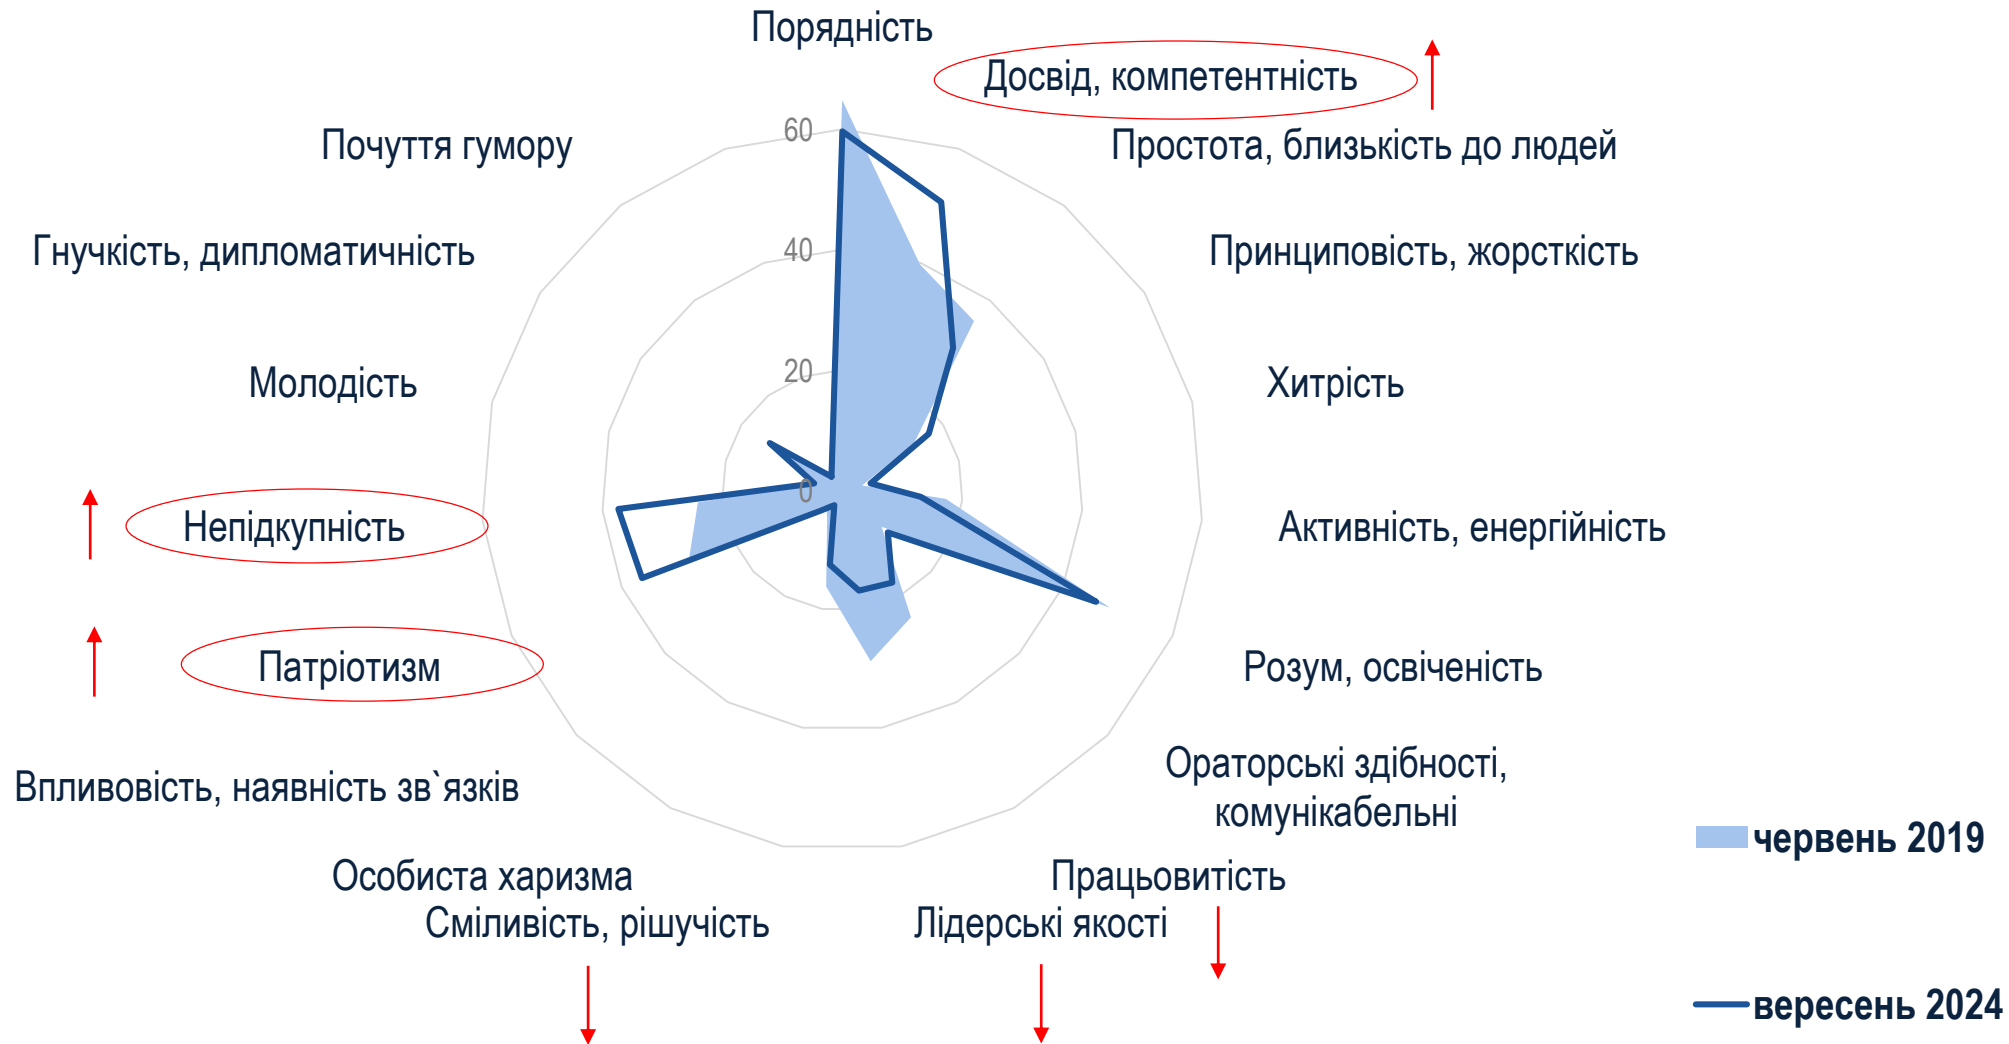 Порядність
Досвід, компетентність
60
Почуття гумору
Простота, близькість до людей
40
Гнучкість, дипломатичність
Принциповість, жорсткість
20
Молодість
Хитрість
0
Непідкупність
Активність, енергійність
Патріотизм
Розум, освіченість
Впливовість, наявність зв`язків
Ораторські здібності,
комунікабельні
червень 2019
Особиста харизма
Працьовитість
Сміливість, рішучість
Лідерські якості
вересень 2024